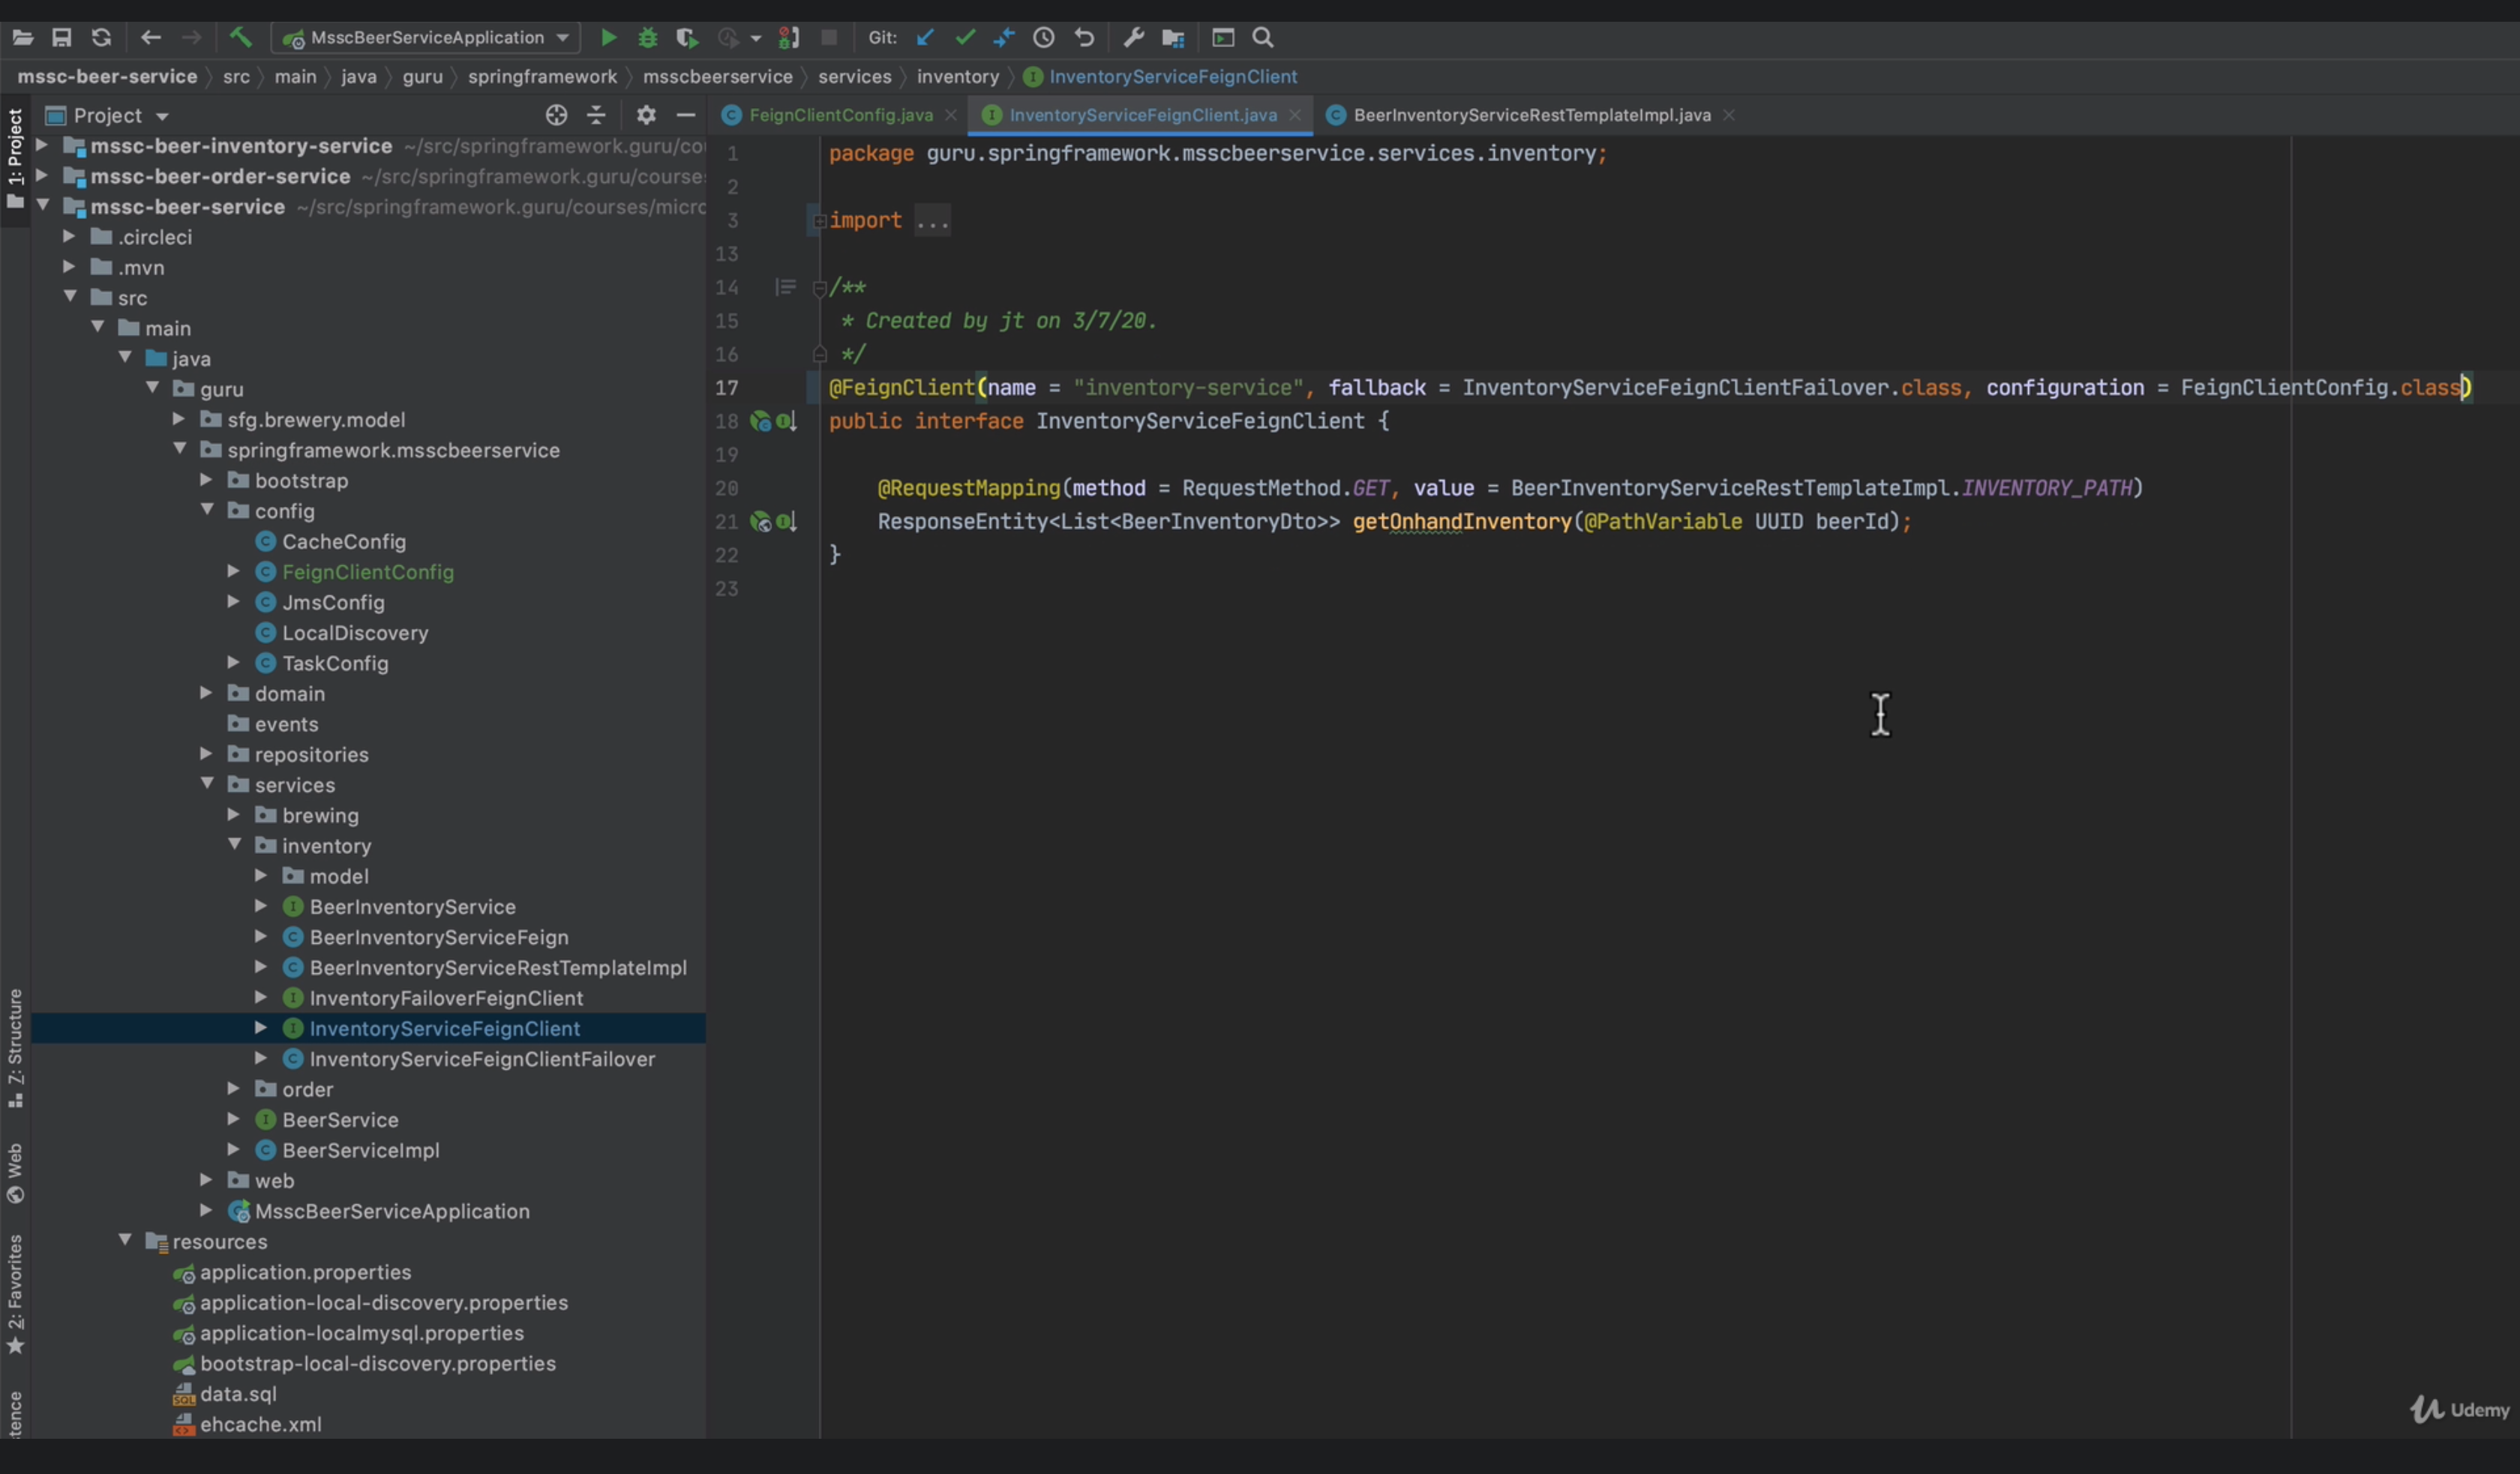 MsscBeerServiceApplication Git:
mssc-beer-service src main java guru springframework msscbeerservice services inventory InventoryServiceFeignClient
1: Project
Project
mssc-beer-inventory-service ~/src/springframework.guru/cou
mssc-beer-order-service ~/src/springframework.guru/courses
mssc-beer-service ~/src/springframework.guru/courses/micro
.circleci
.mvn
src
main
java
guru
sfg.brewery.model
springframework.msscbeerservice
bootstrap
config
CacheConfig
FeignClientConfig
JmsConfig
LocalDiscovery
TaskConfig
domain
events
repositories
services
brewing
inventory
model
BeerInventoryService
BeerInventoryServiceFeign
BeerInventoryServiceRestTemplateImpl
InventoryFailoverFeignClient
InventoryServiceFeignClient
InventoryServiceFeignClientFailover
order
BeerService
BeerServiceImpl
web
MsscBeerServiceApplication
resources
application.properties
application-local-discovery.properties
application-localmysql.properties
bootstrap-local-discovery.properties
data.sql
ehcache.xml
Z: Structure
Web
2: Favorites
stence
FeignClientConfig.java InventoryServiceFeignClient.java BeerInventoryServiceRestTemplateImpl.java
1 package guru.springframework.msscbeerservice.services.inventory;
2
3 import ...
13
14 /**
15 * Created by jt on 3/7/20.
16 */
17 @FeignClient(name = "inventory-service", fallback = InventoryServiceFeignClientFailover.class, configuration = FeignClientConfig.class)
18 public interface InventoryServiceFeignClient {
19
20 @RequestMapping(method = RequestMethod.GET, value = BeerInventoryServiceRestTemplateImpl.INVENTORY_PATH)
21 ResponseEntity<List<BeerInventoryDto>> getOnhandInventory(@PathVariable UUID beerId);
22 }
23
Udemy